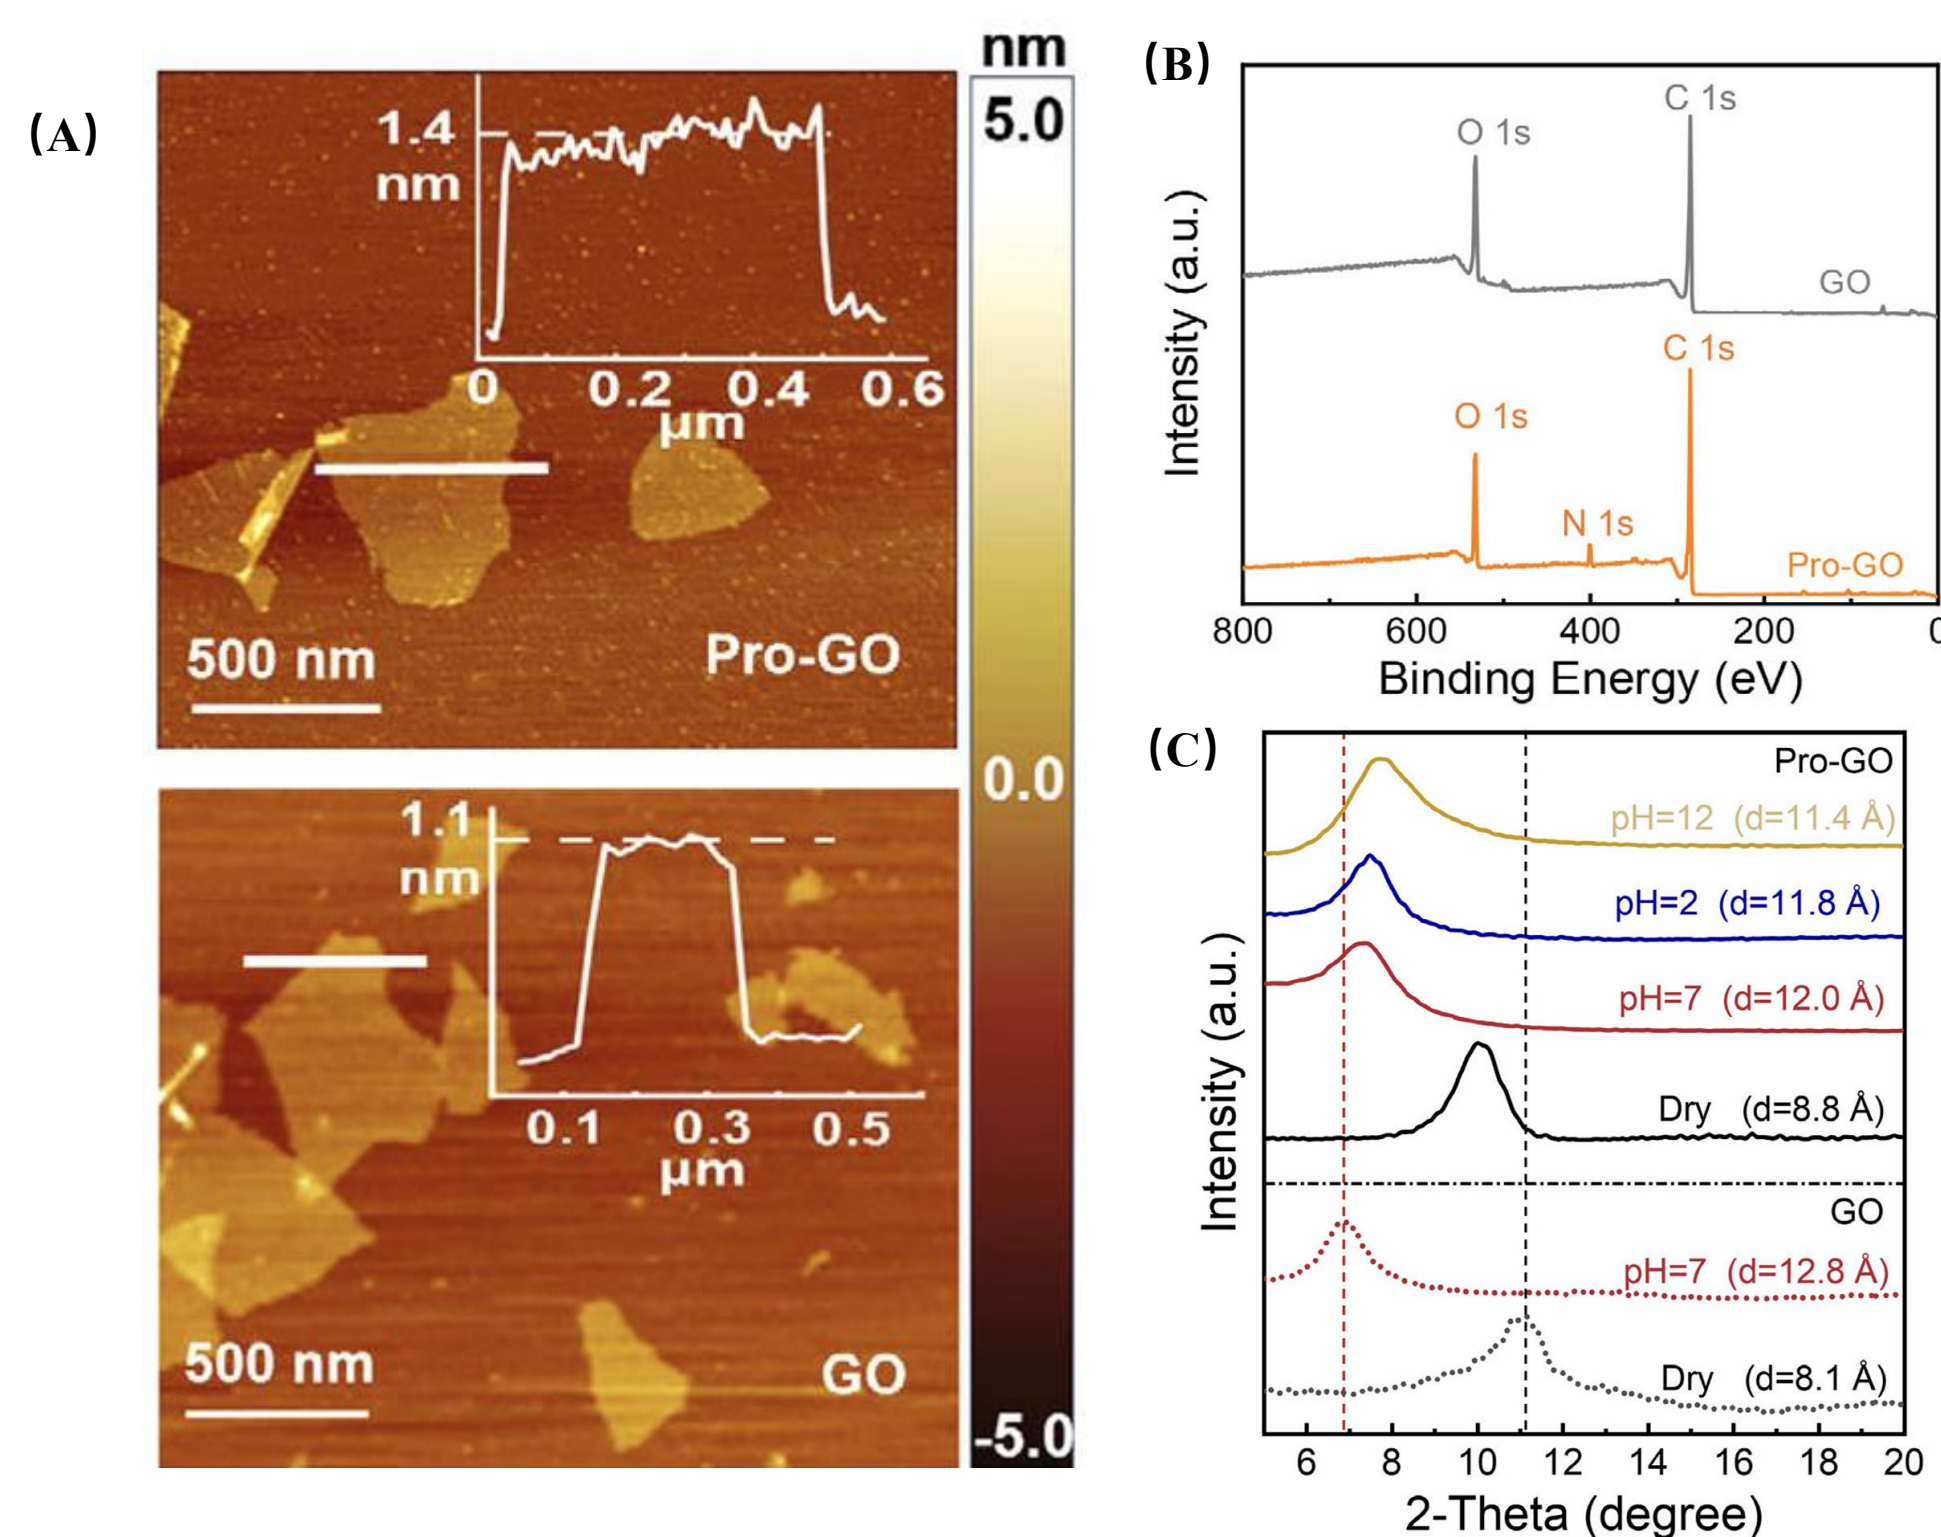 (A)
nm
5.0
0.0
-5.0
1.4
nm
0 0.2 0.4 0.6
μm
500 nm
Pro-GO
1.1
nm
0.1 0.3 0.5
μm
500 nm
GO
(B)
Intensity (a.u.)
C 1s
O 1s
GO
C 1s
O 1s
N 1s
Pro-GO
800 600 400 200 0
Binding Energy (eV)
(C)
Intensity (a.u.)
Pro-GO
pH=12 (d=11.4 Å)
pH=2 (d=11.8 Å)
pH=7 (d=12.0 Å)
Dry (d=8.8 Å)
GO
pH=7 (d=12.8 Å)
Dry (d=8.1 Å)
6 8 10 12 14 16 18 20
2-Theta (degree)